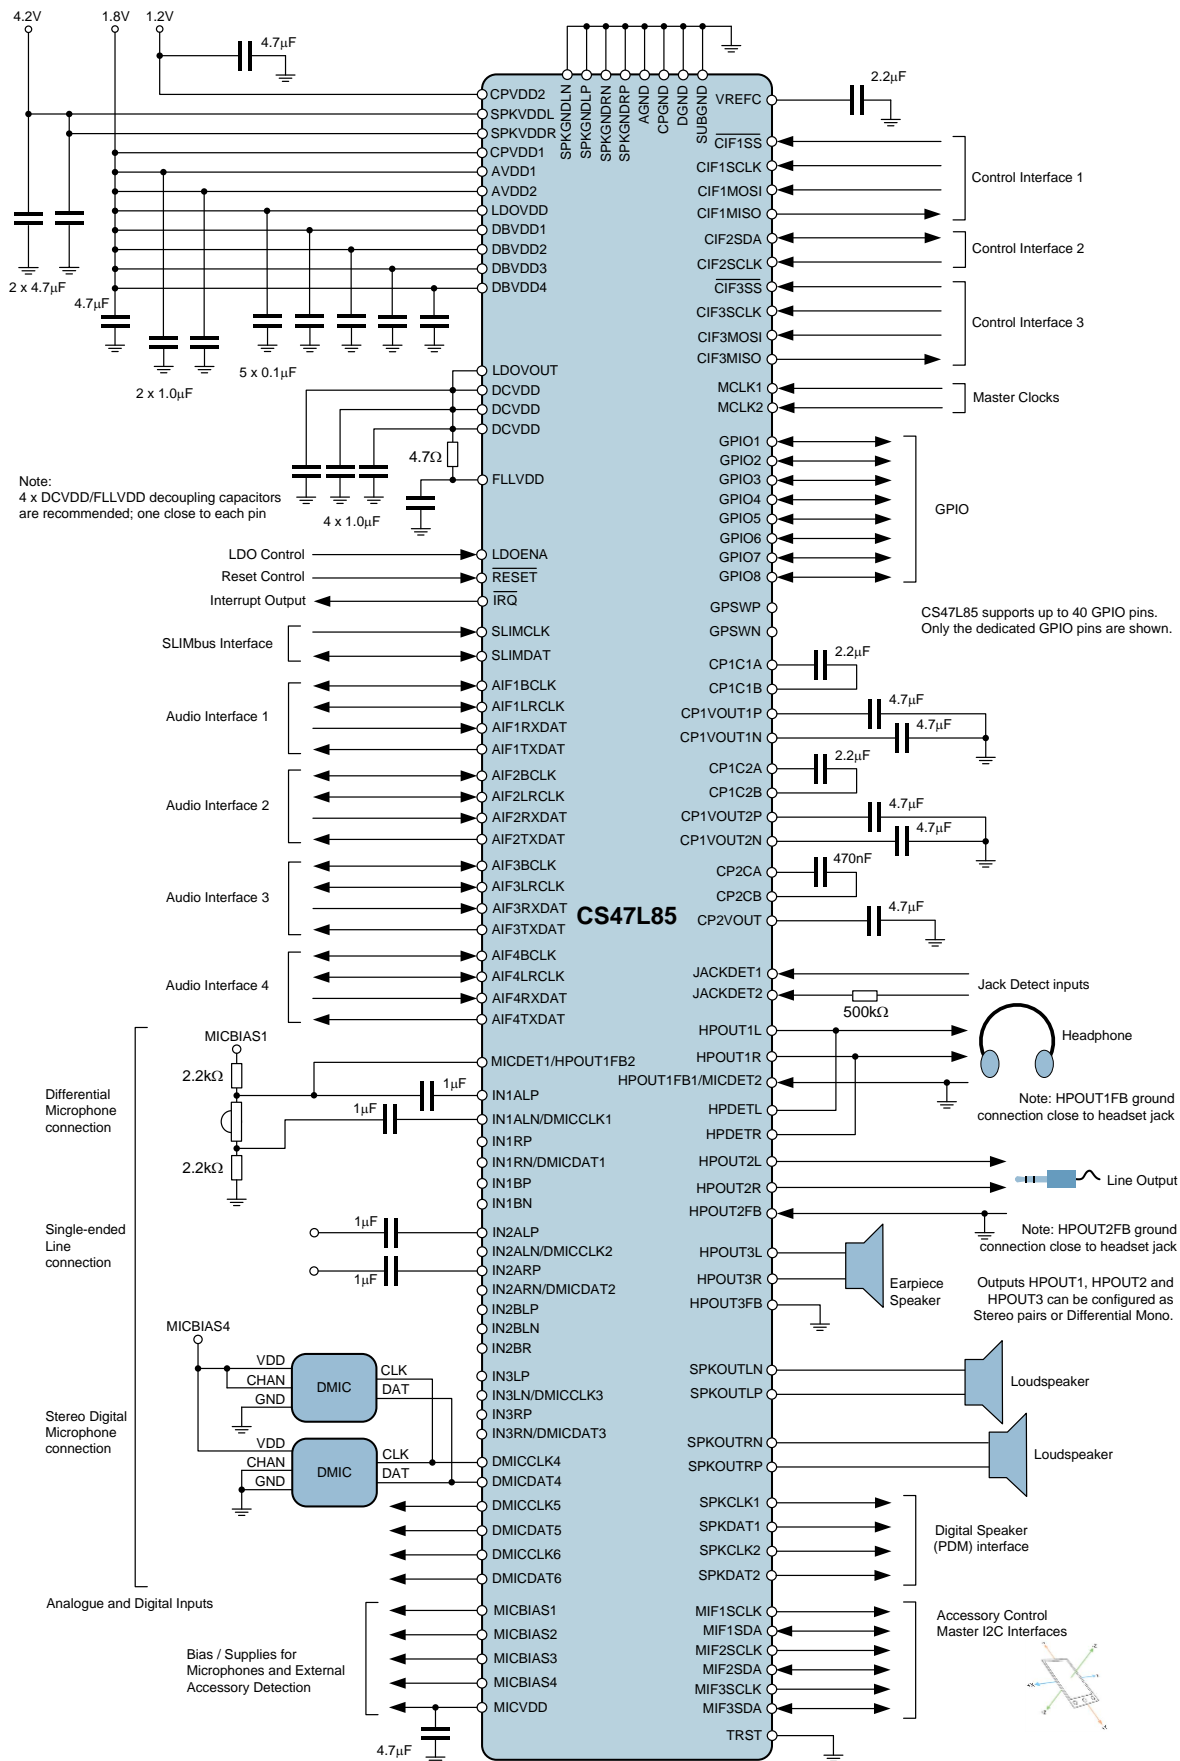 4.2V
1.8V
1.2V
4.7μF
CPVDD2
SPKVDDL
SPKVDDR
CPVDD1
AVDD1
AVDD2
LDOVDD
DBVDD1
DBVDD2
DBVDD3
DBVDD4
2 x 4.7μF
4.7μF
2 x 1.0μF
5 x 0.1μF
SPKGNDLN
SPKGNDLP
SPKGNDRN
SPKGNDRP
AGND
CPGND
DGND
SUBGND
LDOVOUT
DCVDD
DCVDD
DCVDD
4.7Ω
FLLVDD
4 x 1.0μF
Note:
4 x DCVDD/FLLVDD decoupling capacitors
are recommended; one close to each pin
LDO Control
LDOENA
Reset Control
RESET
Interrupt Output
IRQ
SLIMbus Interface
SLIMCLK
SLIMDAT
Audio Interface 1
AIF1BCLK
AIF1LRCLK
AIF1RXDAT
AIF1TXDAT
Audio Interface 2
AIF2BCLK
AIF2LRCLK
AIF2RXDAT
AIF2TXDAT
Audio Interface 3
AIF3BCLK
AIF3LRCLK
AIF3RXDAT
AIF3TXDAT
Audio Interface 4
AIF4BCLK
AIF4LRCLK
AIF4RXDAT
AIF4TXDAT
CS47L85
MICBIAS1
2.2kΩ
2.2kΩ
1μF
1μF
Differential
Microphone
connection
MICDET1/HPOUT1FB2
IN1ALP
IN1ALN/DMICCLK1
IN1RP
IN1RN/DMICDAT1
IN1BP
IN1BN
Single-ended
Line
connection
1μF
1μF
IN2ALP
IN2ALN/DMICCLK2
IN2ARP
IN2ARN/DMICDAT2
IN2BLP
IN2BLN
IN2BR
MICBIAS4
Stereo Digital
Microphone
connection
VDD
CHAN
GND
DMIC
CLK
DAT
VDD
CHAN
GND
DMIC
CLK
DAT
IN3LP
IN3LN/DMICCLK3
IN3RP
IN3RN/DMICDAT3
DMICCLK4
DMICDAT4
DMICCLK5
DMICDAT5
DMICCLK6
DMICDAT6
Analogue and Digital Inputs
Bias / Supplies for
Microphones and External
Accessory Detection
MICBIAS1
MICBIAS2
MICBIAS3
MICBIAS4
MICVDD
4.7μF
VREFC
2.2μF
CIF1SS
CIF1SCLK
CIF1MOSI
CIF1MISO
Control Interface 1
CIF2SDA
CIF2SCLK
Control Interface 2
CIF3SS
CIF3SCLK
CIF3MOSI
CIF3MISO
Control Interface 3
MCLK1
MCLK2
Master Clocks
GPIO1
GPIO2
GPIO3
GPIO4
GPIO5
GPIO6
GPIO7
GPIO8
GPIO
GPSWP
GPSWN
CS47L85 supports up to 40 GPIO pins.
Only the dedicated GPIO pins are shown.
CP1C1A
2.2μF
CP1C1B
CP1VOUT1P
4.7μF
CP1VOUT1N
4.7μF
CP1C2A
2.2μF
CP1C2B
CP1VOUT2P
4.7μF
CP1VOUT2N
4.7μF
CP2CA
470nF
CP2CB
CP2VOUT
4.7μF
JACKDET1
JACKDET2
500kΩ
Jack Detect inputs
HPOUT1L
HPOUT1R
HPOUT1FB1/MICDET2
HPDETL
HPDETR
Headphone
Note: HPOUT1FB ground
connection close to headset jack
HPOUT2L
HPOUT2R
HPOUT2FB
Line Output
Note: HPOUT2FB ground
connection close to headset jack
HPOUT3L
HPOUT3R
HPOUT3FB
Earpiece
Speaker
Outputs HPOUT1, HPOUT2 and
HPOUT3 can be configured as
Stereo pairs or Differential Mono.
SPKOUTLN
SPKOUTLP
Loudspeaker
SPKOUTRN
SPKOUTRP
Loudspeaker
SPKCLK1
SPKDAT1
SPKCLK2
SPKDAT2
Digital Speaker
(PDM) interface
MIF1SCLK
MIF1SDA
MIF2SCLK
MIF2SDA
MIF3SCLK
MIF3SDA
Accessory Control
Master I2C Interfaces
TRST